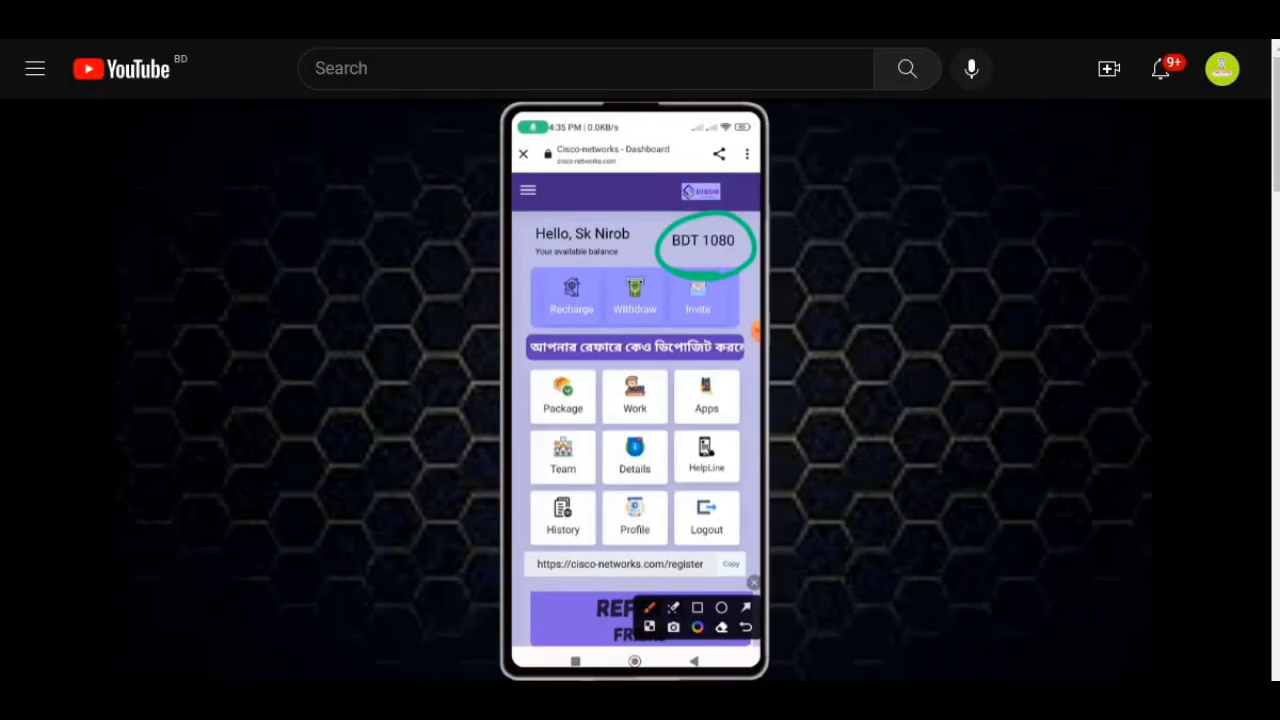 YouTube BD
Search
9+
4:35 PM | 0.0KB/s
Cisco-networks - Dashboard
cisco-networks.com
CISCO
Hello, Sk Nirob
BDT 1080
Your available balance
Recharge Withdraw Invite
আপনার রেফারে কেও ডিপোজিট করলে
Package Work Apps
Team Details HelpLine
History Profile Logout
https://cisco-networks.com/register Copy